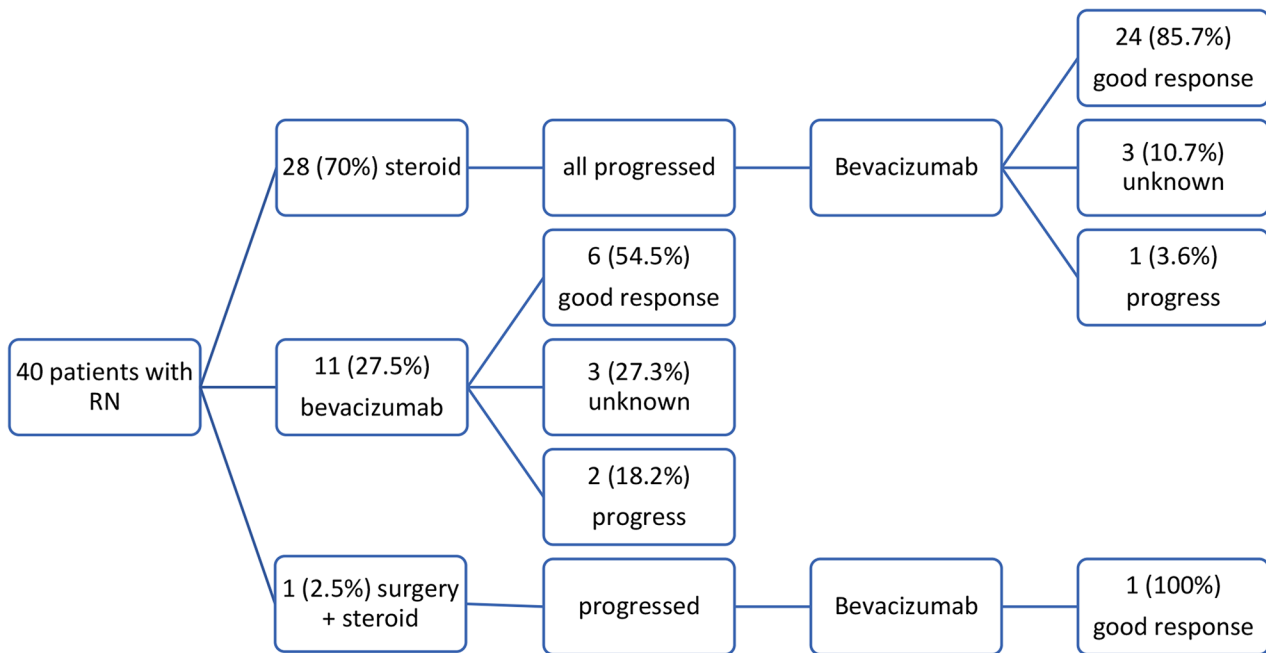 40 patients with
RN
28 (70%) steroid
all progressed
Bevacizumab
24 (85.7%)
good response
3 (10.7%)
unknown
1 (3.6%)
progress
11 (27.5%)
bevacizumab
6 (54.5%)
good response
3 (27.3%)
unknown
2 (18.2%)
progress
1 (2.5%) surgery
+ steroid
progressed
Bevacizumab
1 (100%)
good response